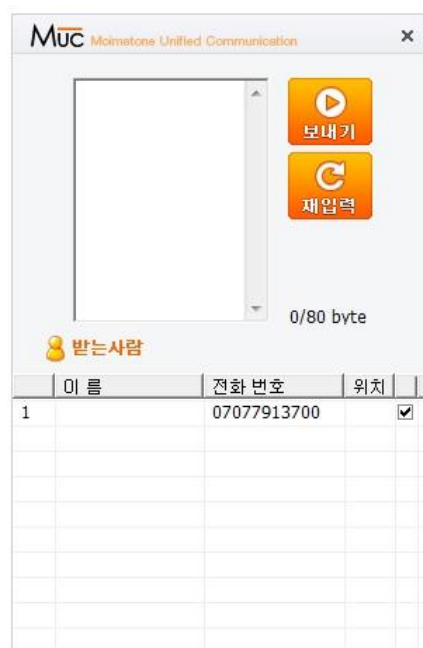 MUC Moimstone Unified Communication
보내기
재입력
0/80 byte
받는사람
이 름 전화 번호 위치
1 07077913700